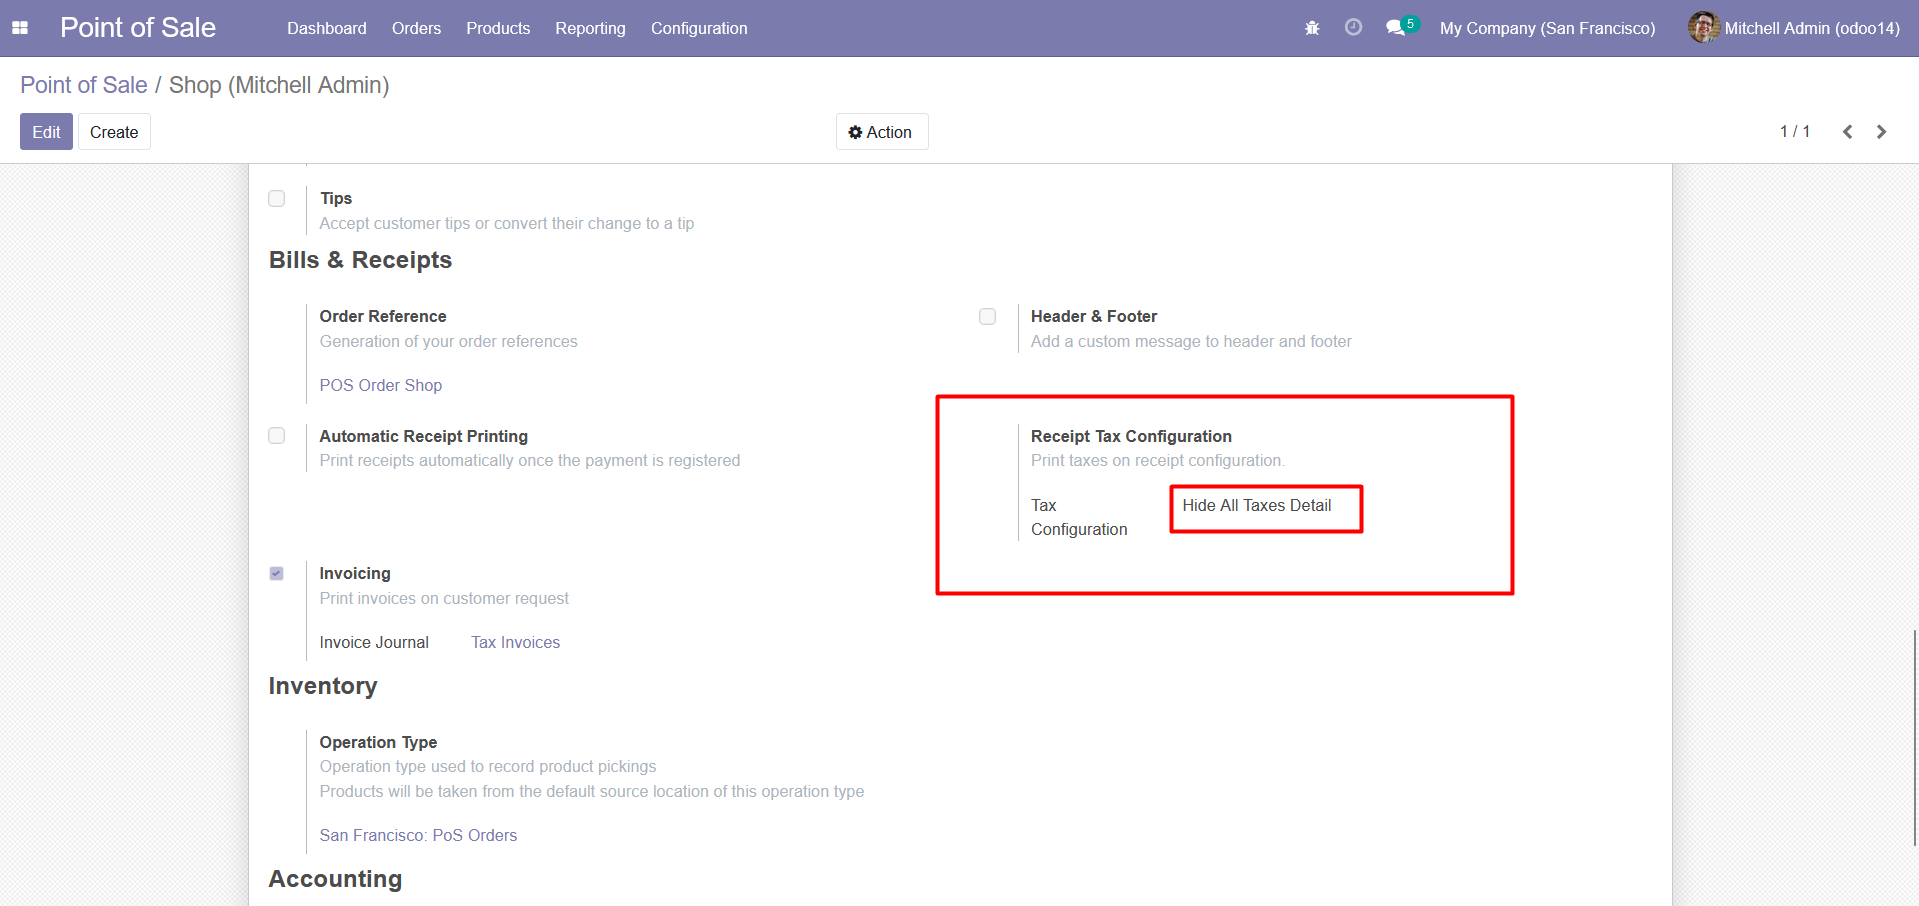 Point of Sale Dashboard Orders Products Reporting Configuration 5 My Company (San Francisco) Mitchell Admin (odoo14)
Point of Sale / Shop (Mitchell Admin)
Edit Create Action 1 / 1
Tips
Accept customer tips or convert their change to a tip
Bills & Receipts
Order Reference
Generation of your order references
POS Order Shop
Header & Footer
Add a custom message to header and footer
Automatic Receipt Printing
Print receipts automatically once the payment is registered
Receipt Tax Configuration
Print taxes on receipt configuration.
Tax Configuration Hide All Taxes Detail
Invoicing
Print invoices on customer request
Invoice Journal Tax Invoices
Inventory
Operation Type
Operation type used to record product pickings
Products will be taken from the default source location of this operation type
San Francisco: PoS Orders
Accounting